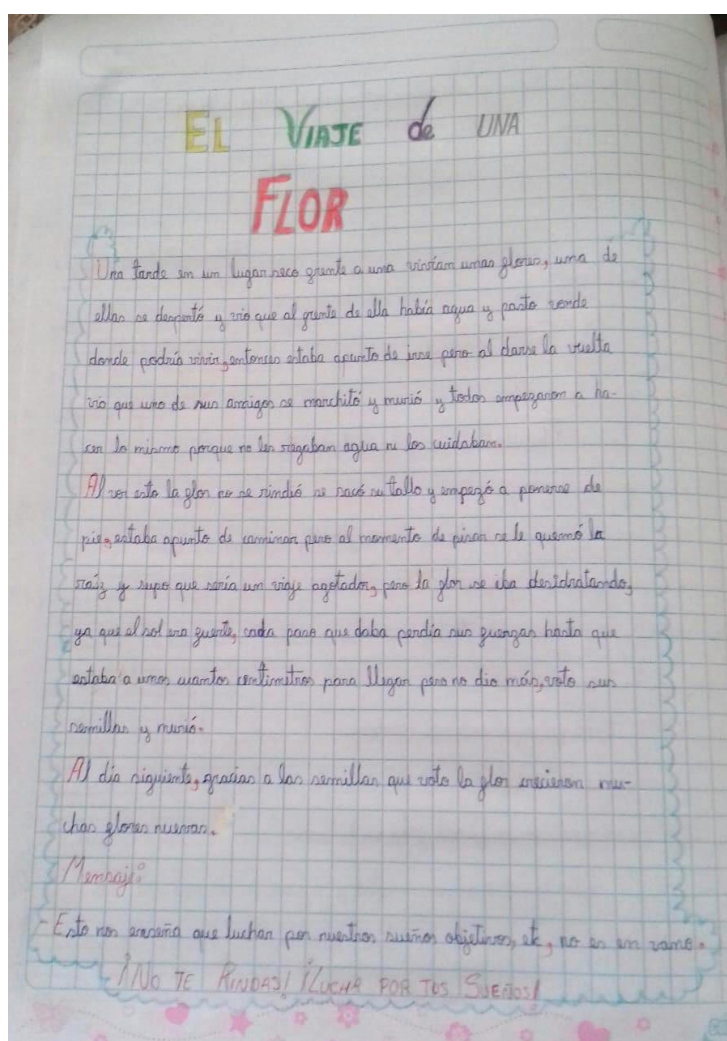 EL VIAJE de UNA
FLOR
Una tarde en un lugar seco frente a una vivian unas flores, una de
ellas se despertó y vio que al frente de ella había agua y pasto verde
donde podría vivir, entonces estaba apunto de irse pero al darse la vuelta
vio que uno de sus amigos se marchitó y murió y todos empezaron a ha-
cer lo mismo porque no les regaban agua ni los cuidaban.
Al ver esto la flor no se rindió se sacó su tallo y empezó a ponerse de
pie, estaba apunto de caminar pero al momento de pisar se le quemó la
raíz y supo que sería un viaje agotador, pero la flor se iba desidratando,
ya que el sol era fuerte, cada paso que daba perdía sus fuerzas hasta que
estaba a unos cuantos centimetros para llegar pero no dio más, voto sus
semillas y murió.
Al día siguiente, gracias a las semillas que voto la flor crecieron mu-
chas flores nuevas.
Mensaje:
- Esto nos enseña que luchar por nuestros sueños objetivos, etc, no es en vano.
¡NO TE RINDAS! ¡LUCHA POR TUS SUEÑOS!